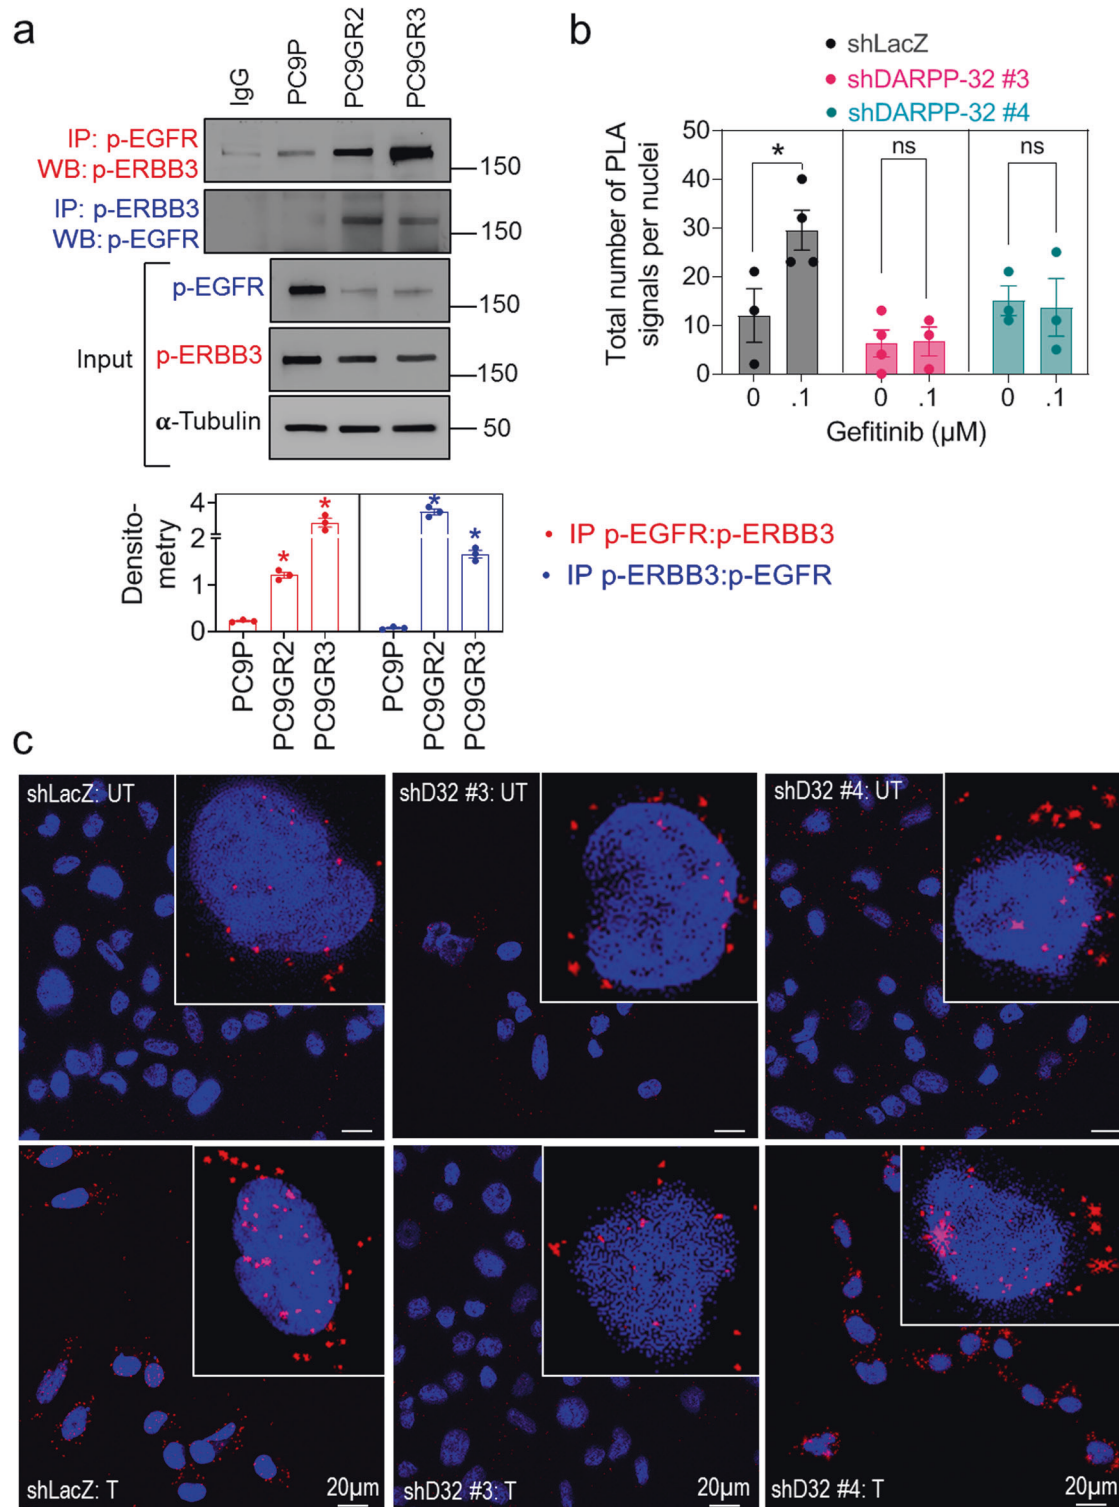 a
IgG
PC9P
PC9GR2
PC9GR3
IP: p-EGFR
WB: p-ERBB3
150
IP: p-ERBB3
WB: p-EGFR
150
Input
p-EGFR
150
p-ERBB3
150
α-Tubulin
50
Densito-
metry
4
2
2
1
0
*
*
*
*
PC9P
PC9GR2
PC9GR3
PC9P
PC9GR2
PC9GR3
IP p-EGFR:p-ERBB3
IP p-ERBB3:p-EGFR
b
shLacZ
shDARPP-32 #3
shDARPP-32 #4
Total number of PLA
signals per nuclei
50
40
30
20
10
0
*
ns
ns
0 .1 0 .1 0 .1
Gefitinib (µM)
c
shLacZ: UT
shD32 #3: UT
shD32 #4: UT
shLacZ: T
20µm
shD32 #3: T
20µm
shD32 #4: T
20µm